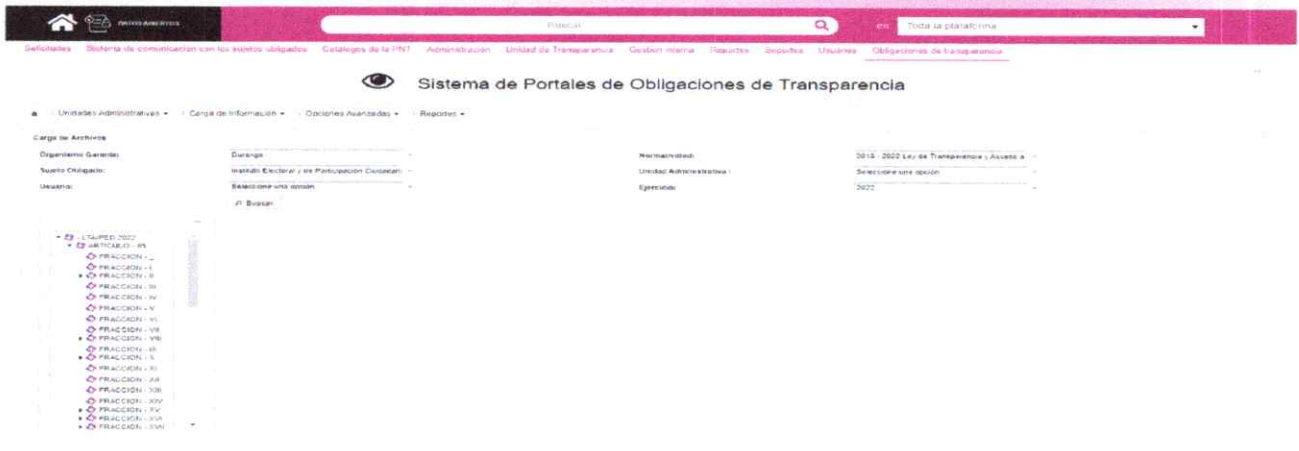 DATOS ABIERTOS Buscar en Toda la plataforma
Solicitudes Sistema de comunicación con los sujetos obligados Catálogos de la PNT Administración Unidad de Transparencia Gestión interna Reportes Soportes Usuarios Obligaciones de transparencia
Sistema de Portales de Obligaciones de Transparencia
Unidades Administrativas Carga de Información Opciones Avanzadas Reportes
Carga de Archivos
Organismo Garante: Durango Normatividad: 2015 - 2022 Ley de Transparencia y Acceso a
Sujeto Obligado: Instituto Electoral y de Participación Ciudadan Unidad Administrativa : Seleccione una opción
Usuario: Seleccione una opción Ejercicio: 2022
Buscar
- LTAIPED 2022
ARTICULO - 65
FRACCION - _
FRACCION - I
FRACCION - II
FRACCION - III
FRACCION - IV
FRACCION - V
FRACCION - VI
FRACCION - VII
FRACCION - VIII
FRACCION - IX
FRACCION - X
FRACCION - XI
FRACCION - XII
FRACCION - XIII
FRACCION - XIV
FRACCION - XV
FRACCION - XVI
FRACCION - XVII